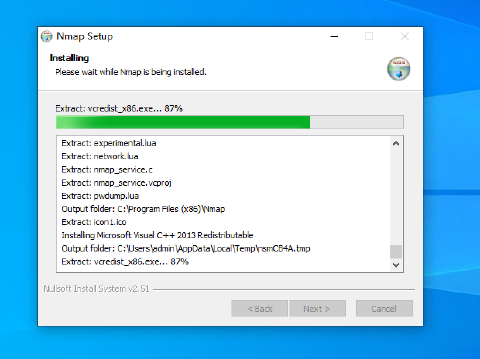 Nmap Setup
Installing
Please wait while Nmap is being installed.
Extract: vcredist_x86.exe... 87%
Extract: experimental.lua
Extract: network.lua
Extract: nmap_service.c
Extract: nmap_service.vcproj
Extract: pwdump.lua
Output folder: C:\Program Files (x86)\Nmap
Extract: icon1.ico
Installing Microsoft Visual C++ 2013 Redistributable
Output folder: C:\Users\admin\AppData\Local\Temp\nsmCB4A.tmp
Extract: vcredist_x86.exe... 87%
Nullsoft Install System v2.51
< Back
Next >
Cancel